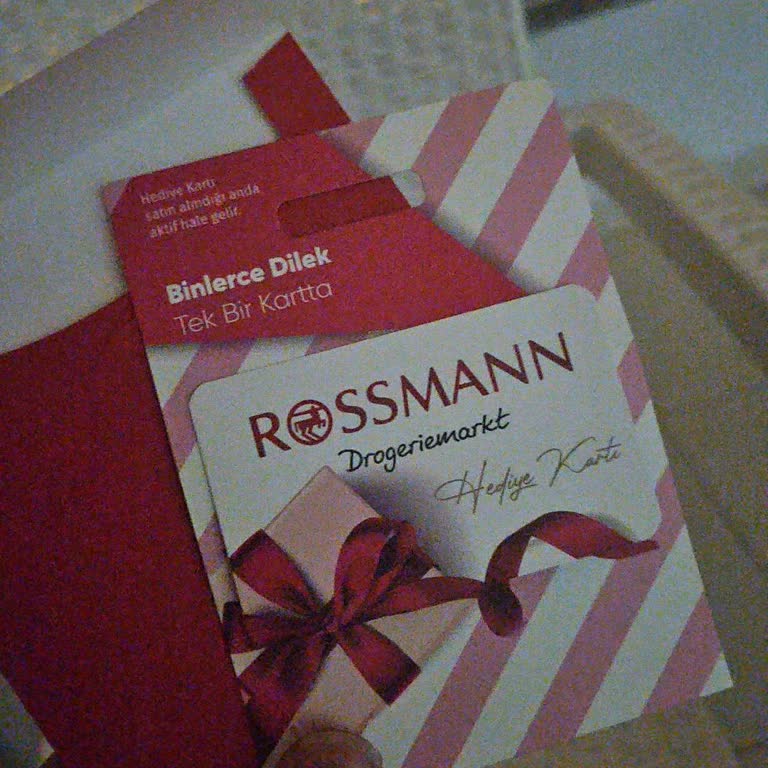 Hediye Kartı
satın alındığı anda
aktif hale gelir.
Binlerce Dilek
Tek Bir Kartta
ROSSMANN
Drogeriemarkt
Hediye Kartı